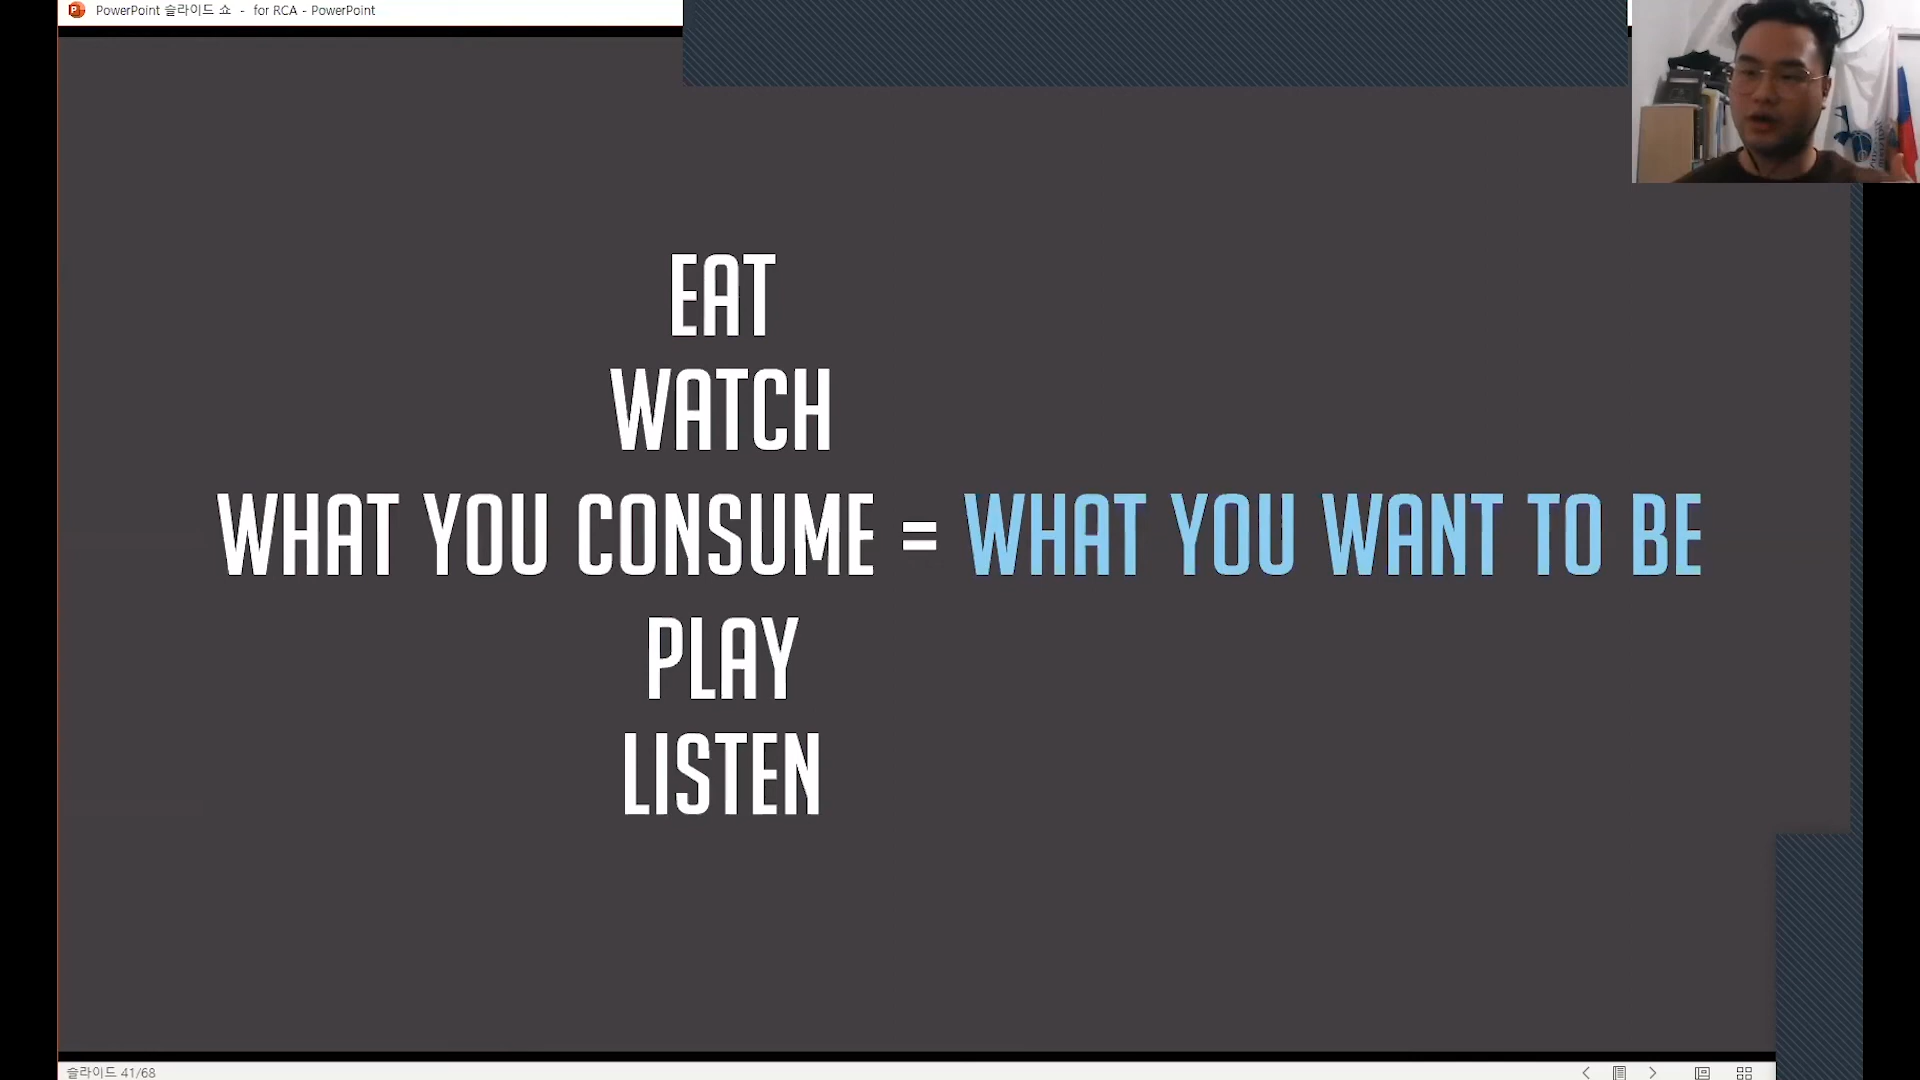 PowerPoint 슬라이드 쇼 - for RCA - PowerPoint
EAT
WATCH
WHAT YOU CONSUME = WHAT YOU WANT TO BE
PLAY
LISTEN
슬라이드 41/68